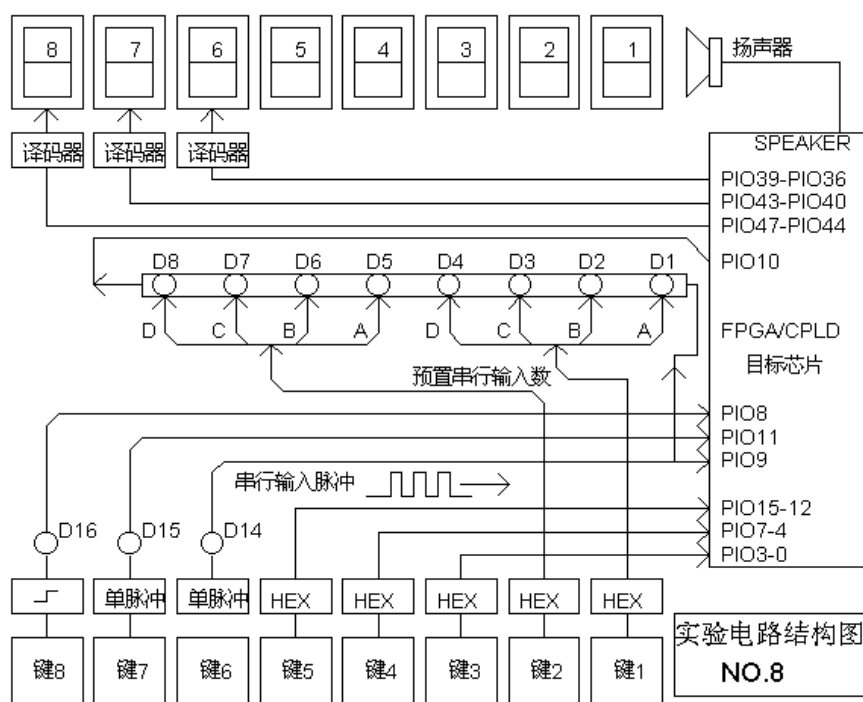 8 7 6 5 4 3 2 1 扬声器
译码器 译码器 译码器 SPEAKER
PIO39-PIO36
PIO43-PIO40
PIO47-PIO44
PIO10
D8 D7 D6 D5 D4 D3 D2 D1
D C B A D C B A FPGA/CPLD
目标芯片
预置串行输入数
PIO8
PIO11
PIO9
串行输入脉冲
PIO15-12
D16 D15 D14 PIO7-4
PIO3-0
单脉冲 单脉冲 HEX HEX HEX HEX HEX
键8 键7 键6 键5 键4 键3 键2 键1
实验电路结构图
NO.8